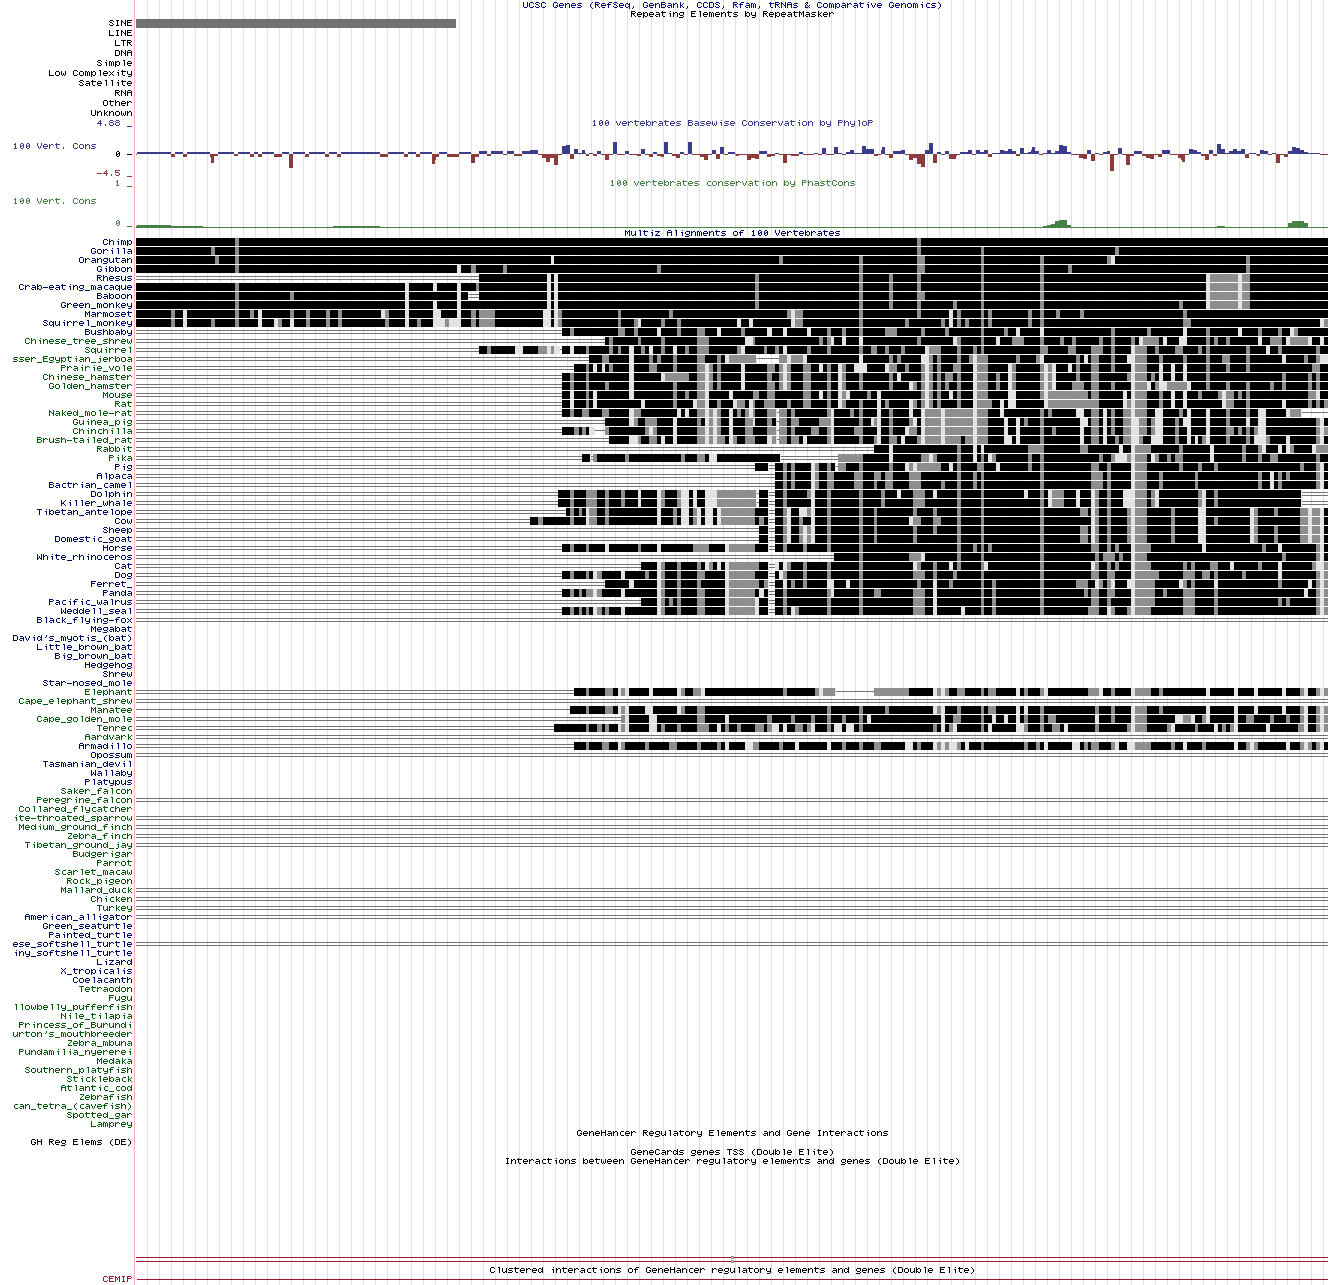 UCSC Genes (RefSeq, GenBank, CCDS, Rfam, tRNAs & Comparative Genomics)
Repeating Elements by RepeatMasker
SINE
LINE
LTR
DNA
Simple
Low Complexity
Satellite
RNA
Other
Unknown
100 vertebrates Basewise Conservation by PhyloP
4.88 _
100 Vert. Cons
0 _
-4.5 _
100 vertebrates conservation by PhastCons
1 _
100 Vert. Cons
0 _
Multiz Alignments of 100 Vertebrates
Chimp
Gorilla
Orangutan
Gibbon
Rhesus
Crab-eating_macaque
Baboon
Green_monkey
Marmoset
Squirrel_monkey
Bushbaby
Chinese_tree_shrew
Squirrel
sser_Egyptian_jerboa
Prairie_vole
Chinese_hamster
Golden_hamster
Mouse
Rat
Naked_mole-rat
Guinea_pig
Chinchilla
Brush-tailed_rat
Rabbit
Pika
Pig
Alpaca
Bactrian_camel
Dolphin
Killer_whale
Tibetan_antelope
Cow
Sheep
Domestic_goat
Horse
White_rhinoceros
Cat
Dog
Ferret_
Panda
Pacific_walrus
Weddell_seal
Black_flying-fox
Megabat
David's_myotis_(bat)
Little_brown_bat
Big_brown_bat
Hedgehog
Shrew
Star-nosed_mole
Elephant
Cape_elephant_shrew
Manatee
Cape_golden_mole
Tenrec
Aardvark
Armadillo
Opossum
Tasmanian_devil
Wallaby
Platypus
Saker_falcon
Peregrine_falcon
Collared_flycatcher
ite-throated_sparrow
Medium_ground_finch
Zebra_finch
Tibetan_ground_jay
Budgerigar
Parrot
Scarlet_macaw
Rock_pigeon
Mallard_duck
Chicken
Turkey
American_alligator
Green_seaturtle
Painted_turtle
ese_softshell_turtle
iny_softshell_turtle
Lizard
X_tropicalis
Coelacanth
Tetraodon
Fugu
llowbelly_pufferfish
Nile_tilapia
Princess_of_Burundi
urton's_mouthbreeder
Zebra_mbuna
Pundamilia_nyererei
Medaka
Southern_platyfish
Stickleback
Atlantic_cod
Zebrafish
can_tetra_(cavefish)
Spotted_gar
Lamprey
GeneHancer Regulatory Elements and Gene Interactions
GH Reg Elems (DE)
GeneCards genes TSS (Double Elite)
Interactions between GeneHancer regulatory elements and genes (Double Elite)
Clustered interactions of GeneHancer regulatory elements and genes (Double Elite)
CEMIP